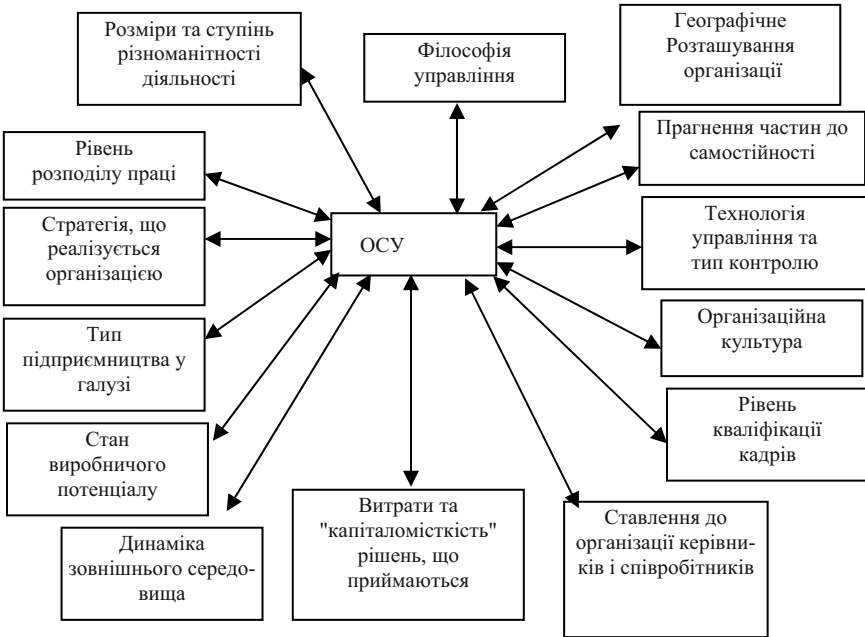 Розміри та ступінь
різноманітності
діяльності
Філософія
управління
Географічне
Розташування
організації
Прагнення частин до
самостійності
Рівень
розподілу праці
Стратегія, що
реалізується
організацією
ОСУ
Технологія
управління та
тип контролю
Тип
підприємництва у
галузі
Організаційна
культура
Стан
виробничого
потенціалу
Рівень
кваліфікації
кадрів
Динаміка
зовнішнього середо-
вища
Витрати та
"капіталомісткість"
рішень, що
приймаються
Ставлення до
організації керівни-
ків і співробітників